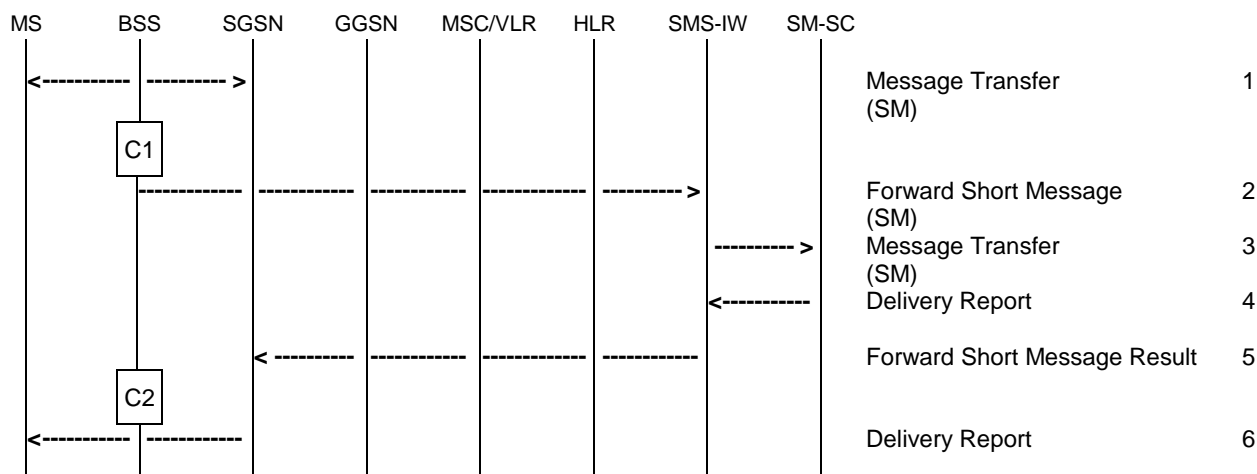 MS BSS SGSN GGSN MSC/VLR HLR SMS-IW SM-SC
Message Transfer 1
(SM)
C1
Forward Short Message 2
(SM)
Message Transfer 3
(SM)
Delivery Report 4
Forward Short Message Result 5
C2
Delivery Report 6